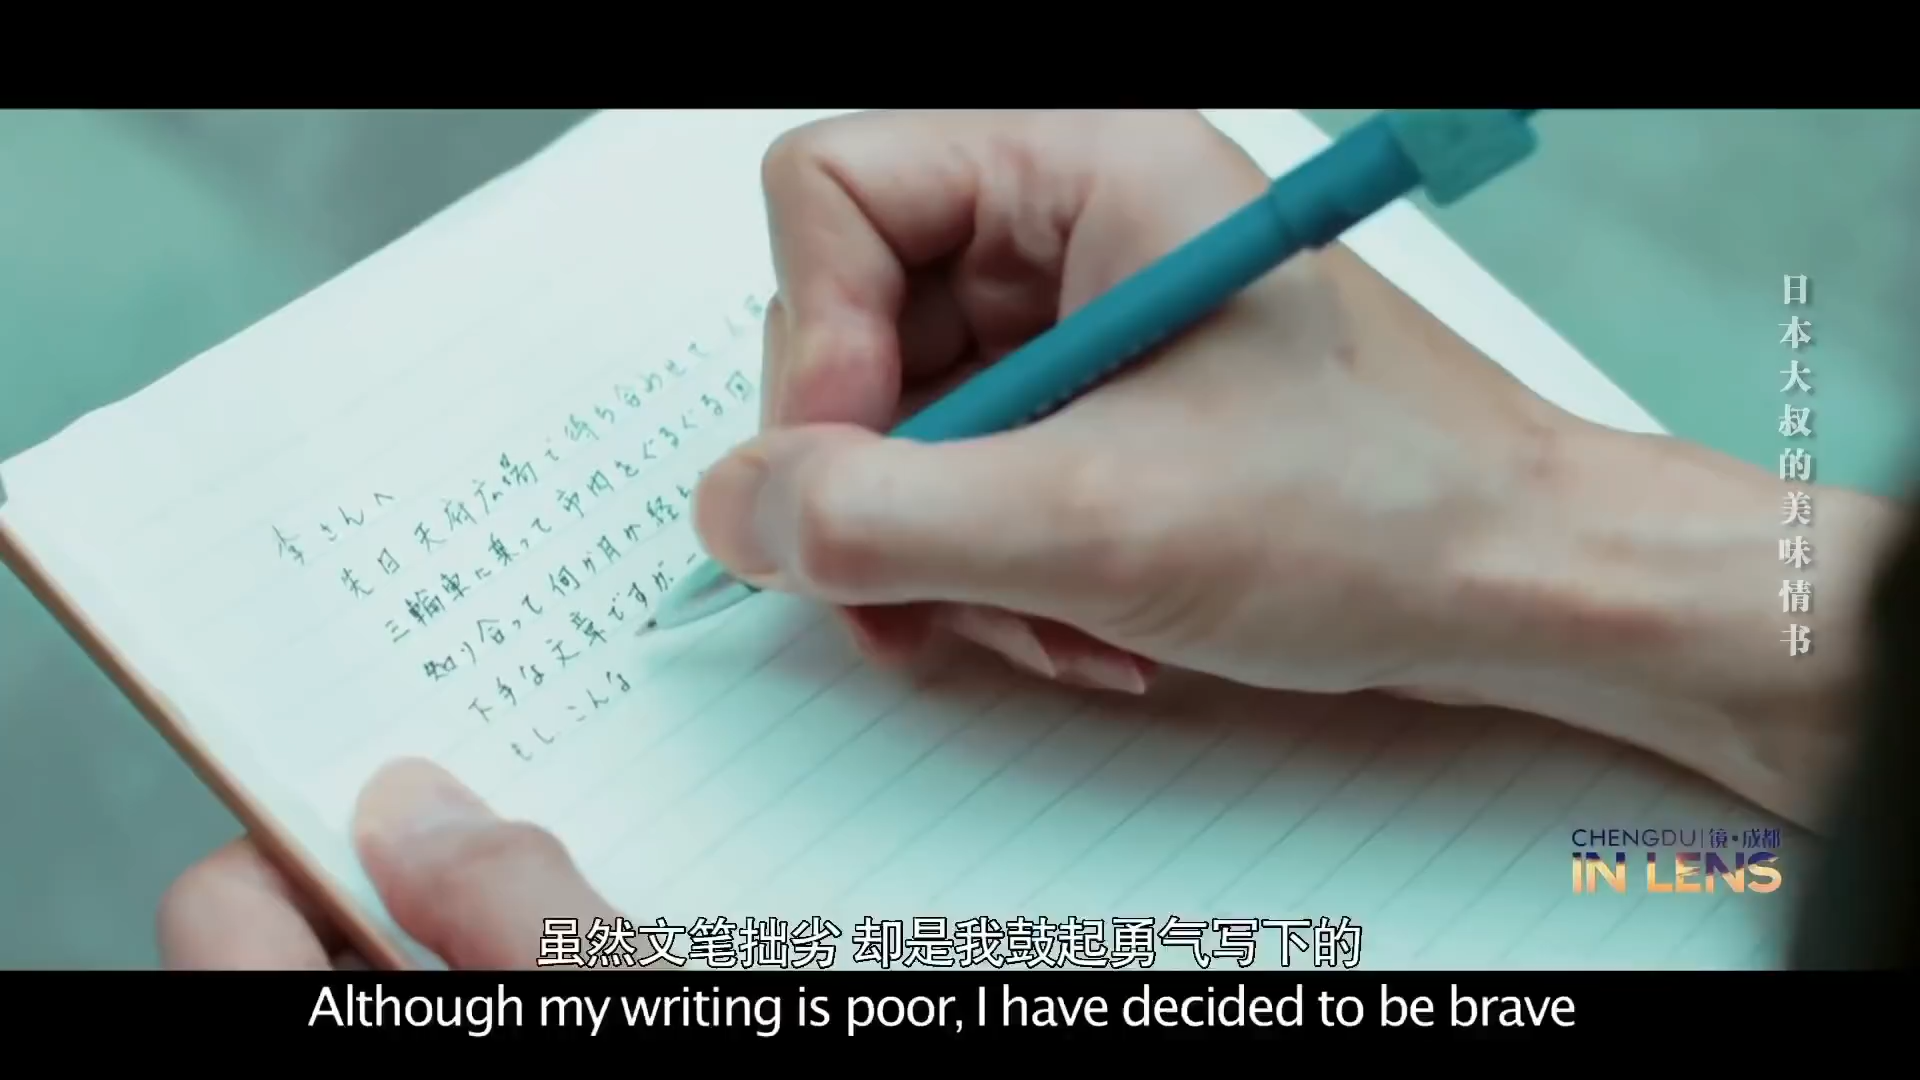 李さんへ
先日 天府広場で待ち合わせて 人民
三輪車に乗って市内をぐるぐる回
知り合って何か月か経ち
下手な文章ですが 一
もし こんな
日本大叔的美味情书
CHENGDU|镜·成都
IN LENS
虽然文笔拙劣 却是我鼓起勇气写下的
Although my writing is poor, I have decided to be brave